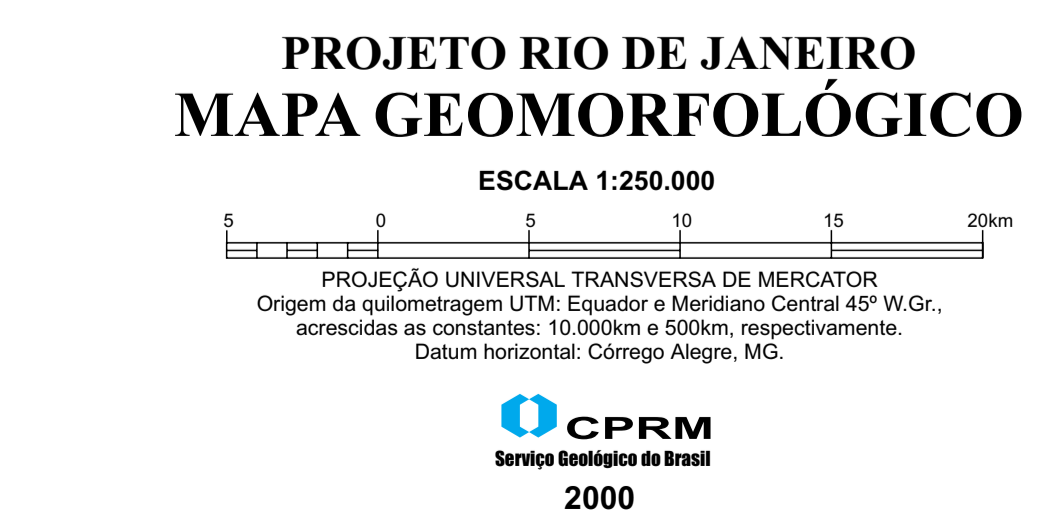 PROJETO RIO DE JANEIRO
MAPA GEOMORFOLÓGICO
ESCALA 1:250.000
5 0 5 10 15 20km
PROJEÇÃO UNIVERSAL TRANSVERSA DE MERCATOR
Origem da quilometragem UTM: Equador e Meridiano Central 45º W.Gr.,
acrescidas as constantes: 10.000km e 500km, respectivamente.
Datum horizontal: Córrego Alegre, MG.
CPRM
Serviço Geológico do Brasil
2000